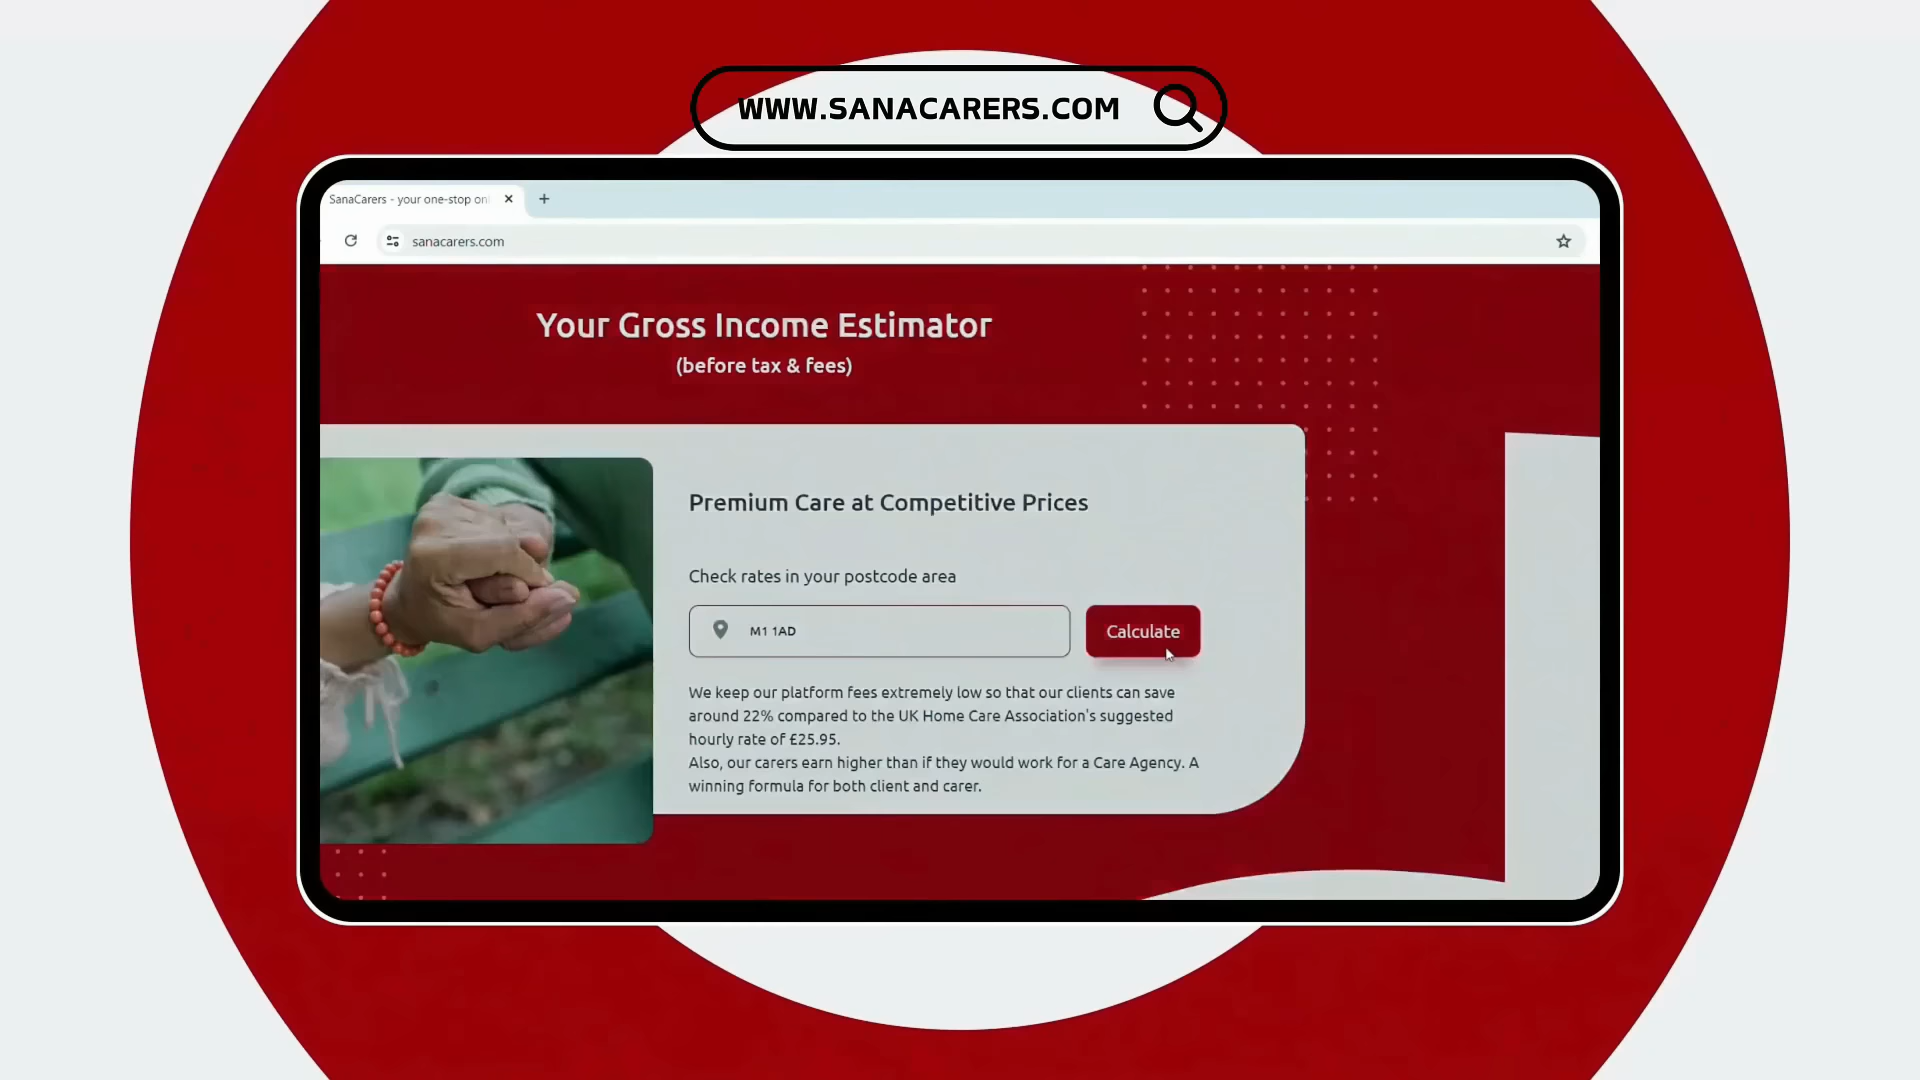 WWW.SANACARERS.COM
SanaCarers - your one-stop on
sanacarers.com
Your Gross Income Estimator
(before tax & fees)
Premium Care at Competitive Prices
Check rates in your postcode area
M1 1AD
Calculate
We keep our platform fees extremely low so that our clients can save
around 22% compared to the UK Home Care Association's suggested
hourly rate of £25.95.
Also, our carers earn higher than if they would work for a Care Agency. A
winning formula for both client and carer.